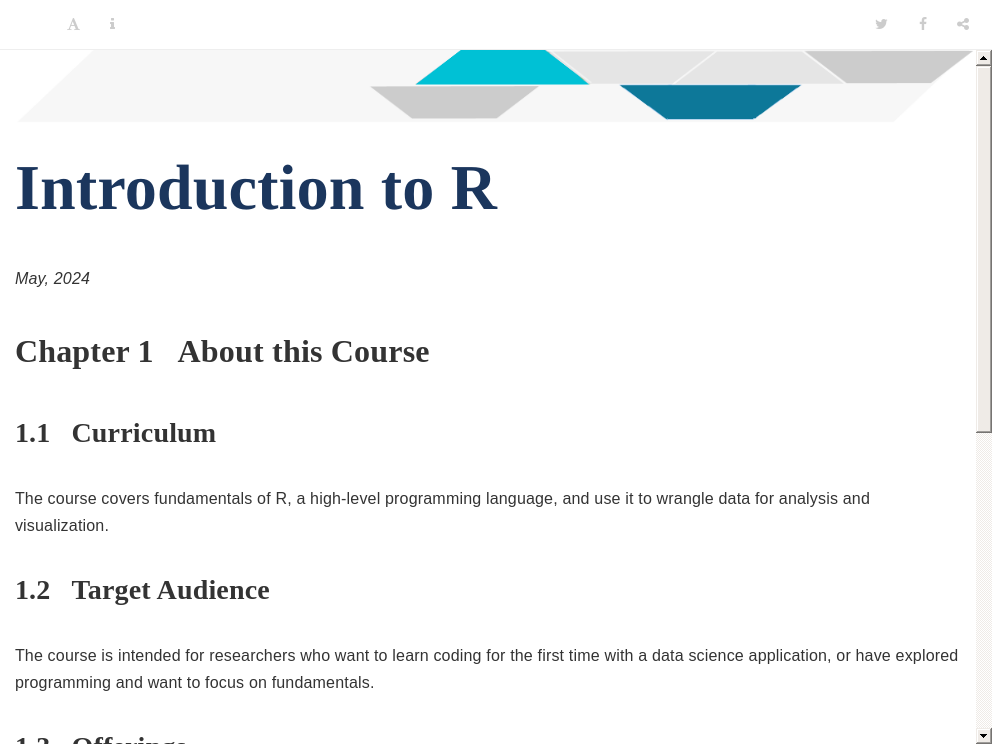 Introduction to R
May, 2024
Chapter 1 About this Course
1.1 Curriculum
The course covers fundamentals of R, a high-level programming language, and use it to wrangle data for analysis and
visualization.
1.2 Target Audience
The course is intended for researchers who want to learn coding for the first time with a data science application, or have explored
programming and want to focus on fundamentals.
1.3 Offerings